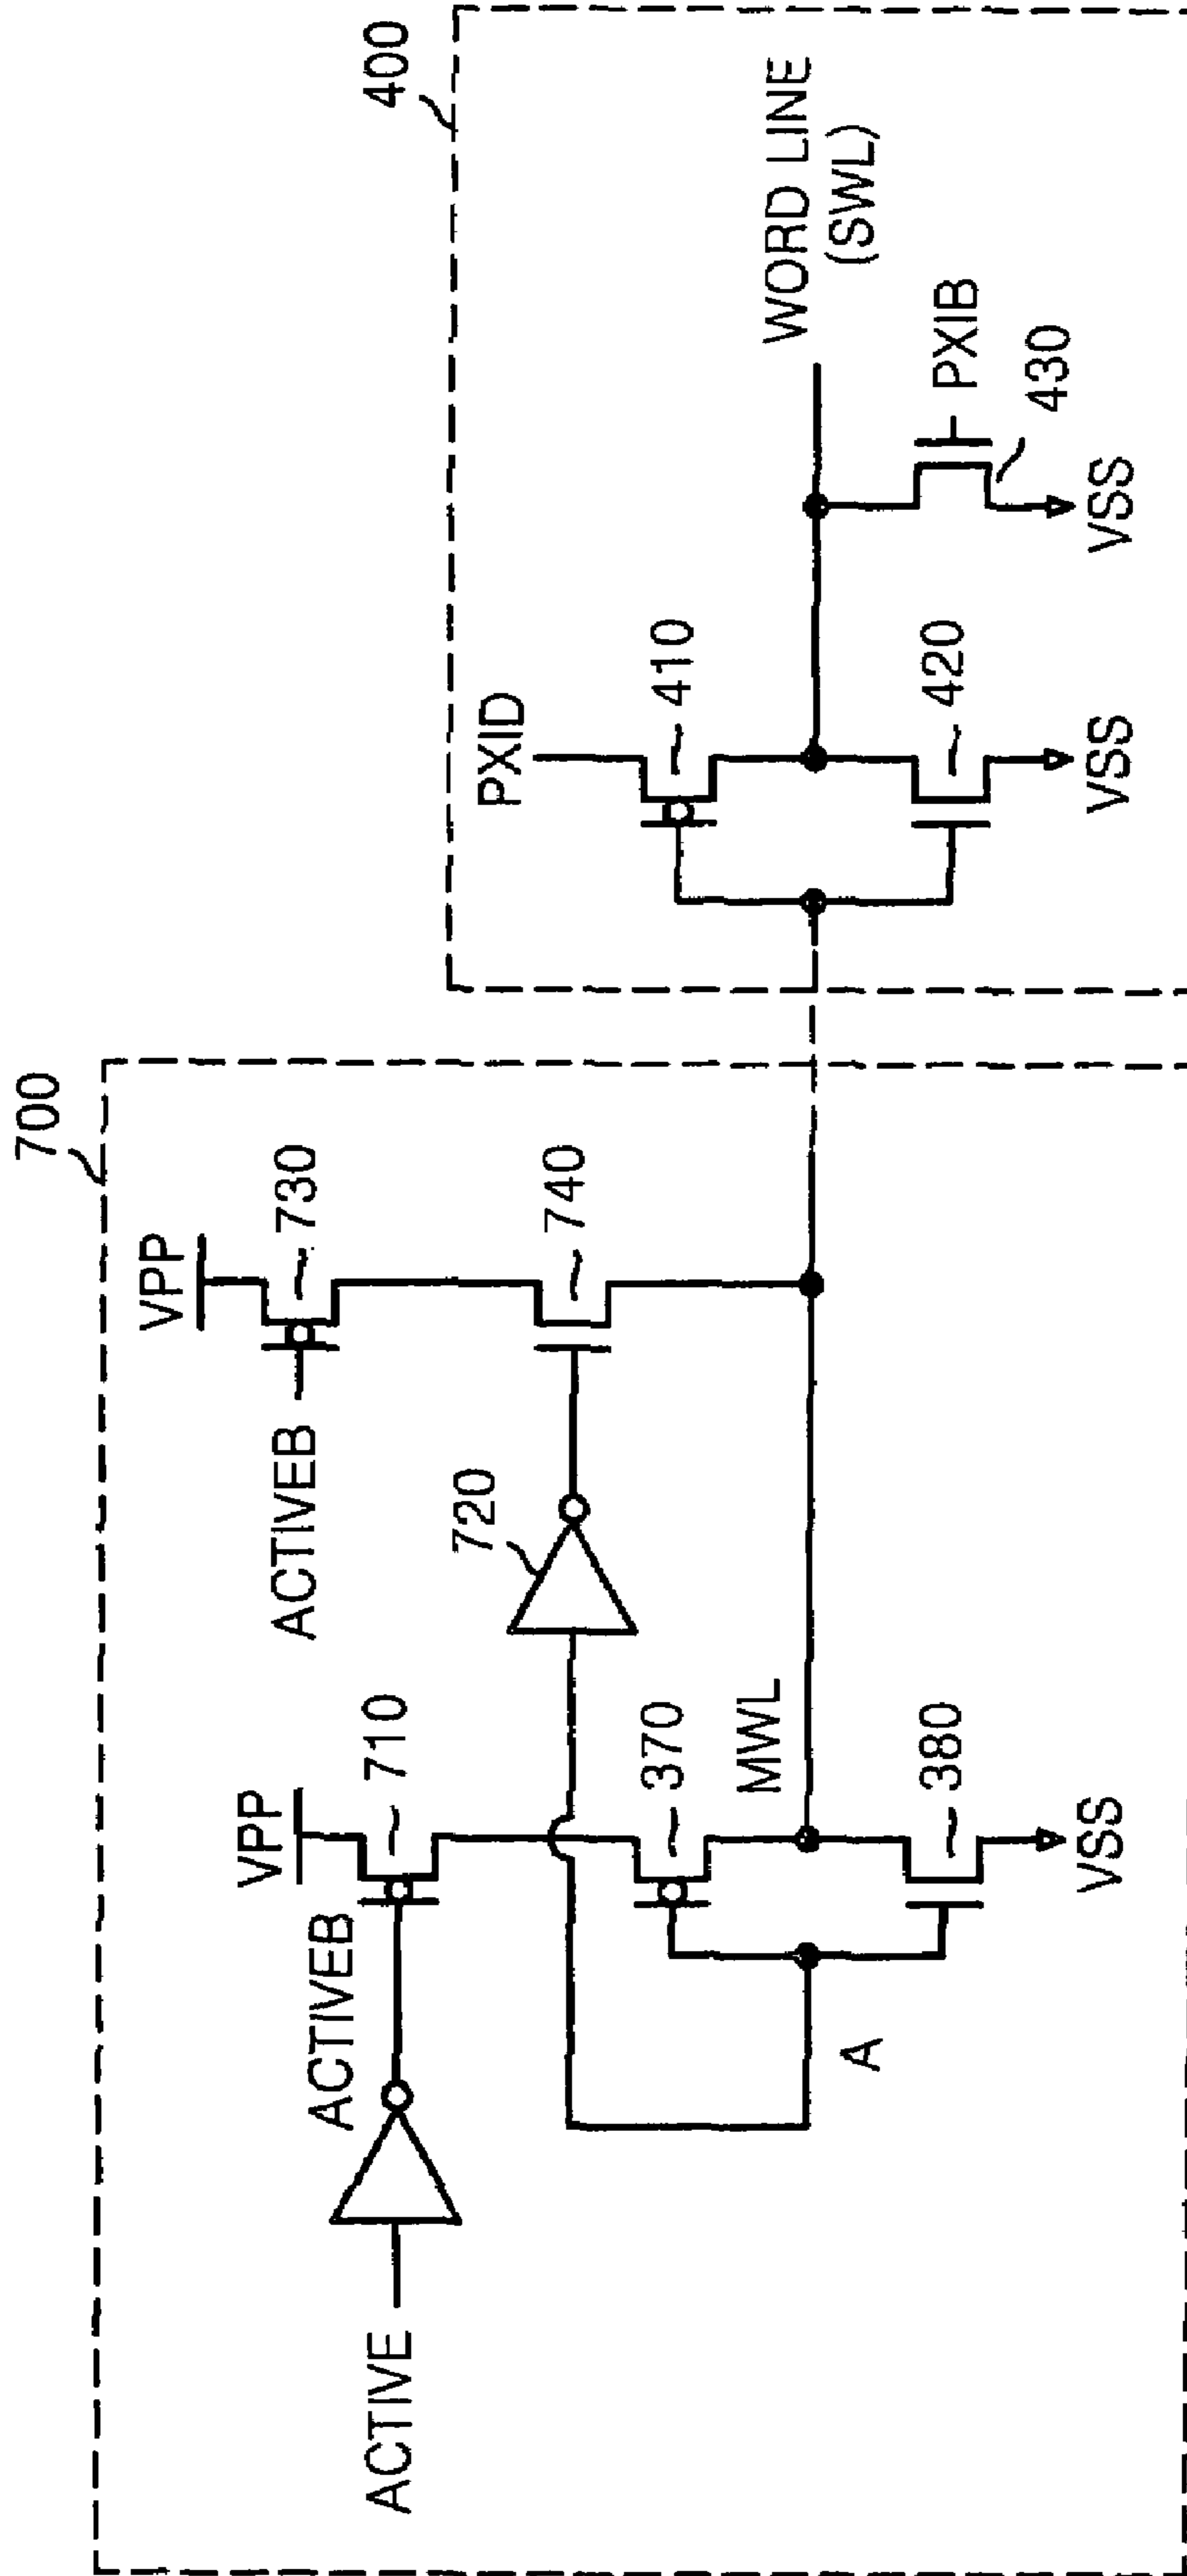 700
VPP
730
ACTIVEB
740
720
VPP
710
ACTIVEB
ACTIVE
370
MWL
380
A
VSS
400
PXID
410
420
VSS
WORD LINE
(SWL)
PXIB
430
VSS